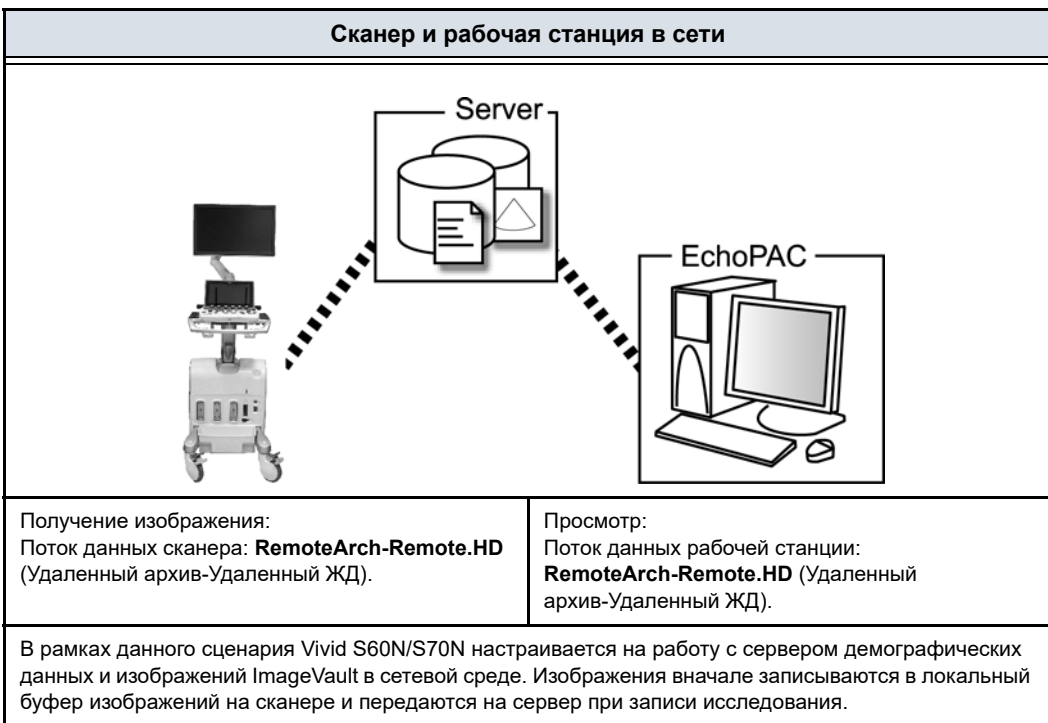 Сканер и рабочая станция в сети
Server
EchoPAC
Получение изображения:
Поток данных сканера: RemoteArch-Remote.HD
(Удаленный архив-Удаленный ЖД).
Просмотр:
Поток данных рабочей станции:
RemoteArch-Remote.HD (Удаленный
архив-Удаленный ЖД).
В рамках данного сценария Vivid S60N/S70N настраивается на работу с сервером демографических
данных и изображений ImageVault в сетевой среде. Изображения вначале записываются в локальный
буфер изображений на сканере и передаются на сервер при записи исследования.